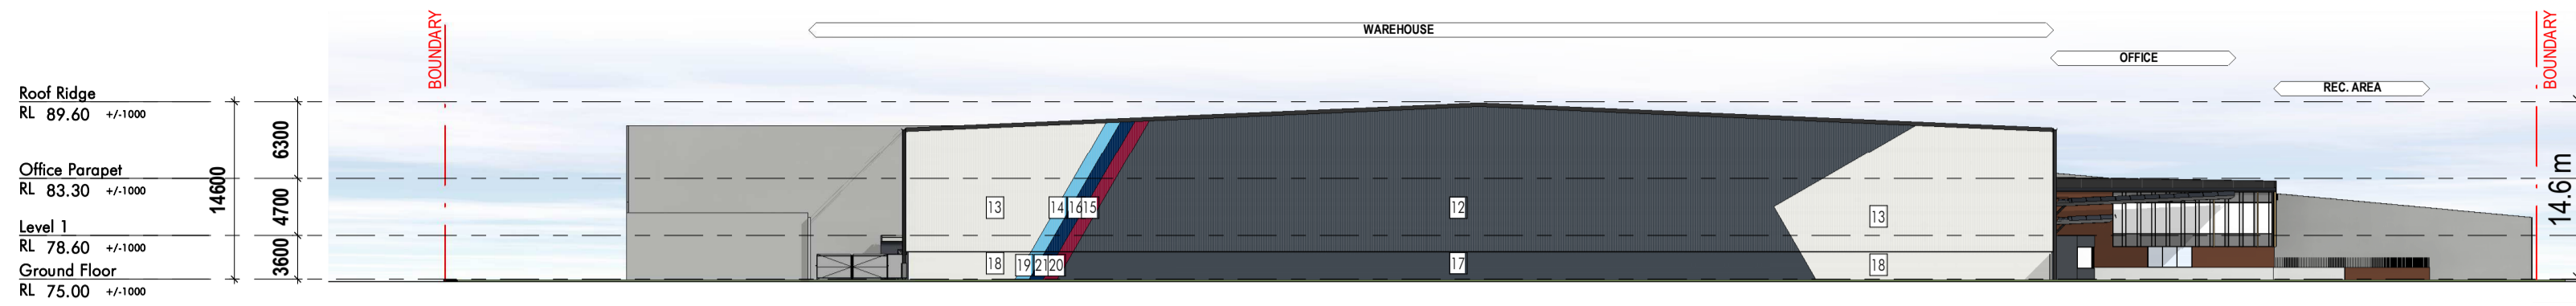 WAREHOUSE
OFFICE
REC. AREA
BOUNDARY
BOUNDARY
Roof Ridge
RL 89.60 +/-1000
Office Parapet
RL 83.30 +/-1000
Level 1
RL 78.60 +/-1000
Ground Floor
RL 75.00 +/-1000
14600
6300
4700
3600
13
14
16
15
12
13
18
19
21
20
17
18
14.6 m